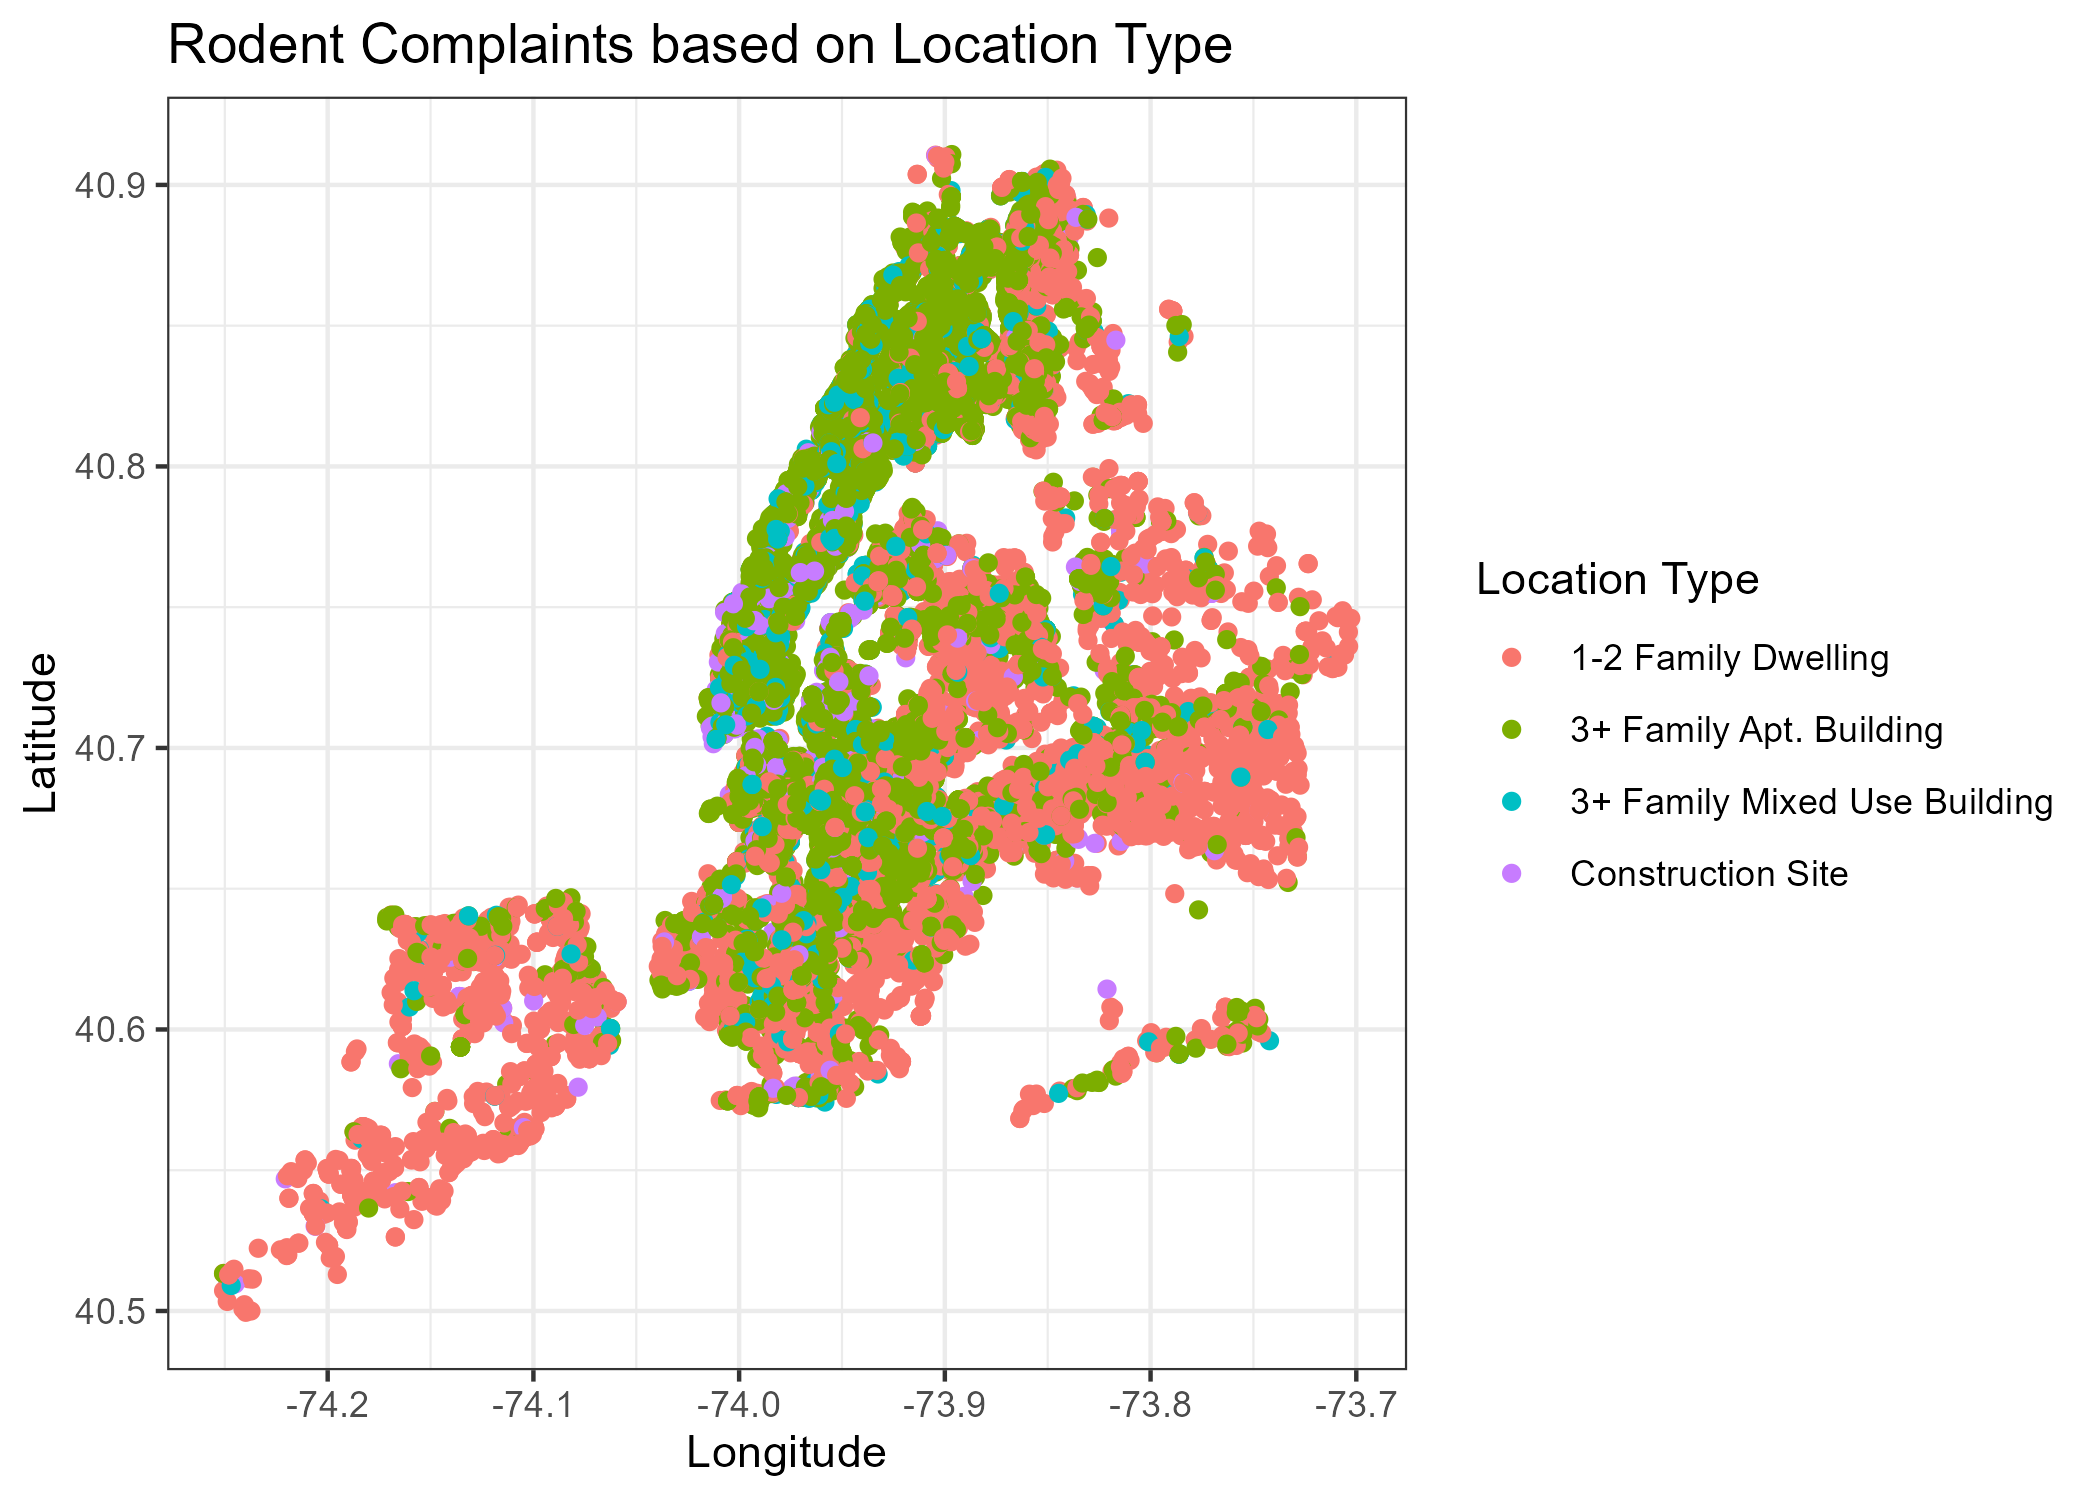 Rodent Complaints based on Location Type
40.9
40.8
40.7
40.6
40.5
Latitude
-74.2
-74.1
-74.0
-73.9
-73.8
-73.7
Longitude
Location Type
1-2 Family Dwelling
3+ Family Apt. Building
3+ Family Mixed Use Building
Construction Site